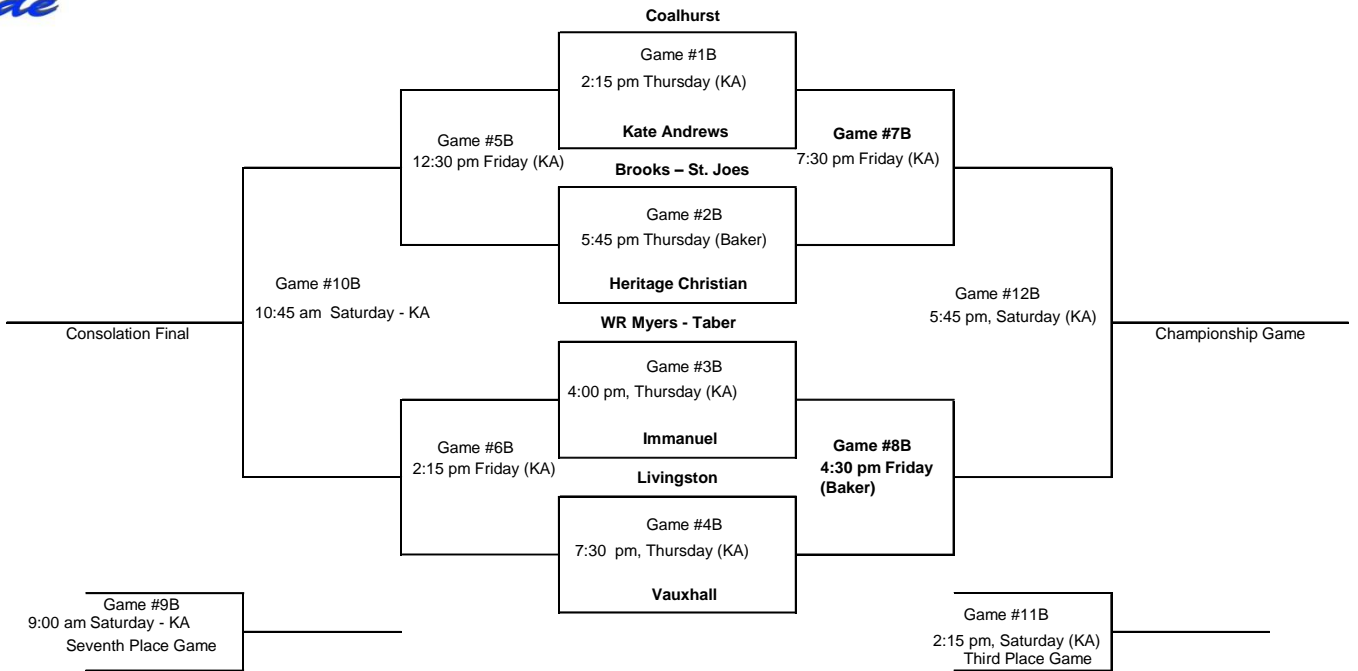 de
Coalhurst
Game #1B
2:15 pm Thursday (KA)
Kate Andrews
Game #5B
12:30 pm Friday (KA)
Game #7B
7:30 pm Friday (KA)
Brooks – St. Joes
Game #2B
5:45 pm Thursday (Baker)
Heritage Christian
Game #10B
10:45 am  Saturday - KA
Consolation Final
Game #12B
5:45 pm, Saturday (KA)
Championship Game
WR Myers - Taber
Game #3B
4:00 pm, Thursday (KA)
Immanuel
Game #6B
2:15 pm Friday (KA)
Game #8B
4:30 pm Friday
(Baker)
Livingston
Game #4B
7:30  pm, Thursday (KA)
Vauxhall
Game #9B
9:00 am Saturday - KA
Seventh Place Game
Game #11B
2:15 pm, Saturday (KA)
Third Place Game